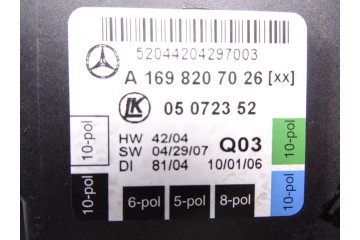 52044204297003
A 169 820 70 26 [xx]
LK 05 0723 52
HW 42/04 Q03
SW 04/29/07
DI 81/04 10/01/06
10-pol
10-pol
6-pol 5-pol 8-pol
10-pol
10-pol